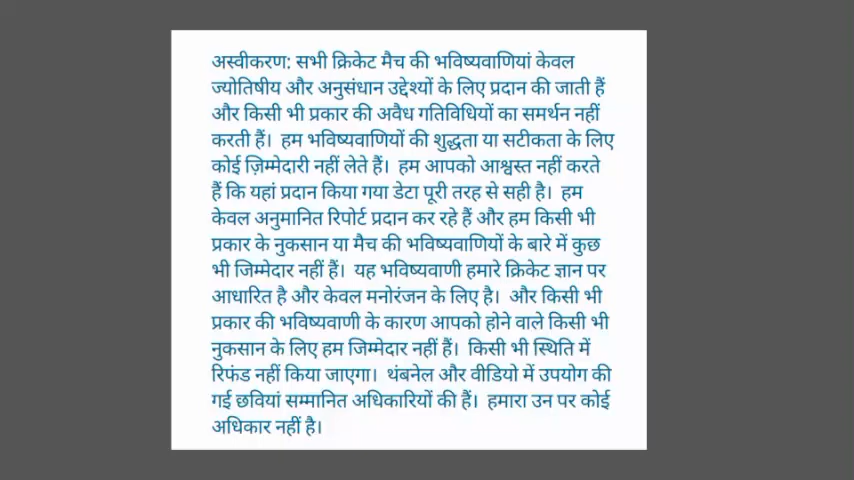 अस्वीकरण: सभी क्रिकेट मैच की भविष्यवाणियां केवल
ज्योतिषीय और अनुसंधान उद्देश्यों के लिए प्रदान की जाती हैं
और किसी भी प्रकार की अवैध गतिविधियों का समर्थन नहीं
करती हैं। हम भविष्यवाणियों की शुद्धता या सटीकता के लिए
कोई ज़िम्मेदारी नहीं लेते हैं। हम आपको आश्वस्त नहीं करते
हैं कि यहां प्रदान किया गया डेटा पूरी तरह से सही है। हम
केवल अनुमानित रिपोर्ट प्रदान कर रहे हैं और हम किसी भी
प्रकार के नुकसान या मैच की भविष्यवाणियों के बारे में कुछ
भी जिम्मेदार नहीं हैं। यह भविष्यवाणी हमारे क्रिकेट ज्ञान पर
आधारित है और केवल मनोरंजन के लिए है। और किसी भी
प्रकार की भविष्यवाणी के कारण आपको होने वाले किसी भी
नुकसान के लिए हम जिम्मेदार नहीं हैं। किसी भी स्थिति में
रिफंड नहीं किया जाएगा। थंबनेल और वीडियो में उपयोग की
गई छवियां सम्मानित अधिकारियों की हैं। हमारा उन पर कोई
अधिकार नहीं है।